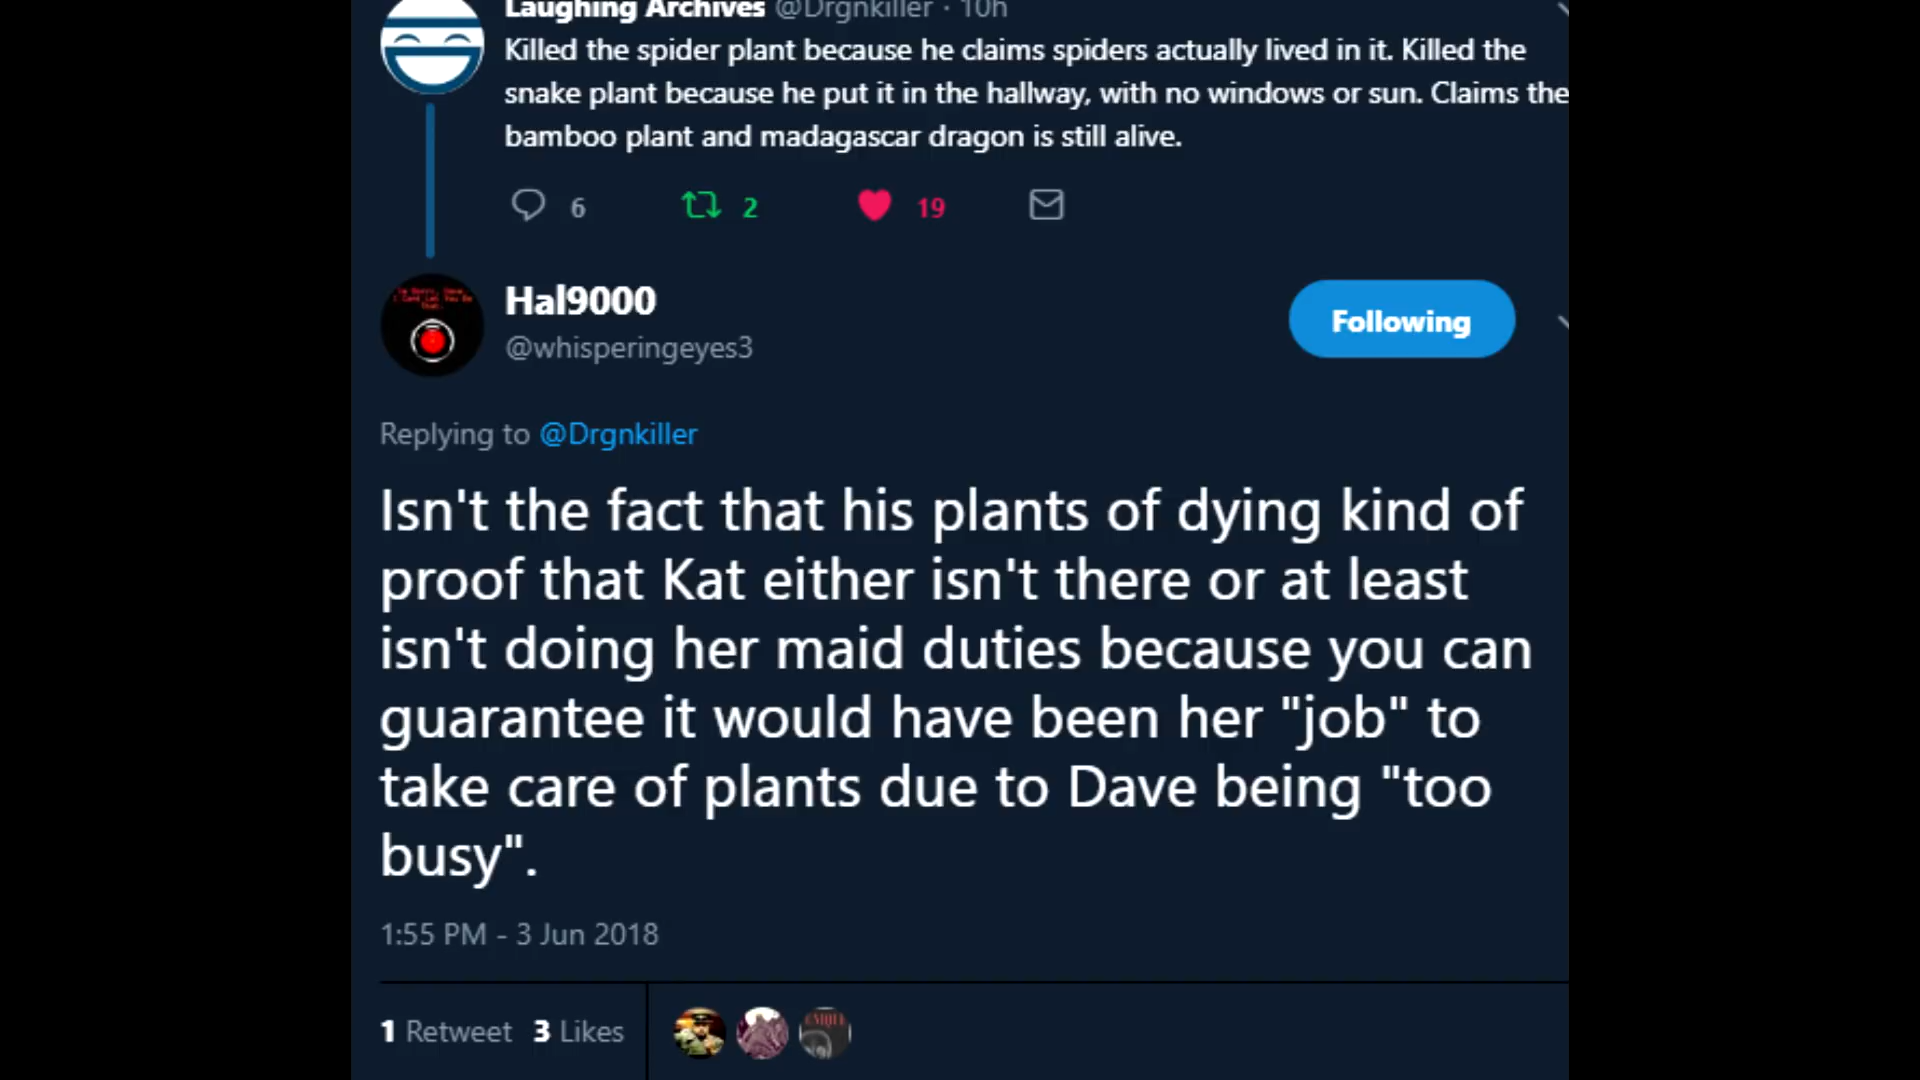 Laughing Archives @Drgnkiller · 10h
Killed the spider plant because he claims spiders actually lived in it. Killed the
snake plant because he put it in the hallway, with no windows or sun. Claims the
bamboo plant and madagascar dragon is still alive.
6 2 19
Hal9000
@whisperingeyes3
Following
Replying to @Drgnkiller
Isn't the fact that his plants of dying kind of
proof that Kat either isn't there or at least
isn't doing her maid duties because you can
guarantee it would have been her "job" to
take care of plants due to Dave being "too
busy".
1:55 PM - 3 Jun 2018
1 Retweet 3 Likes